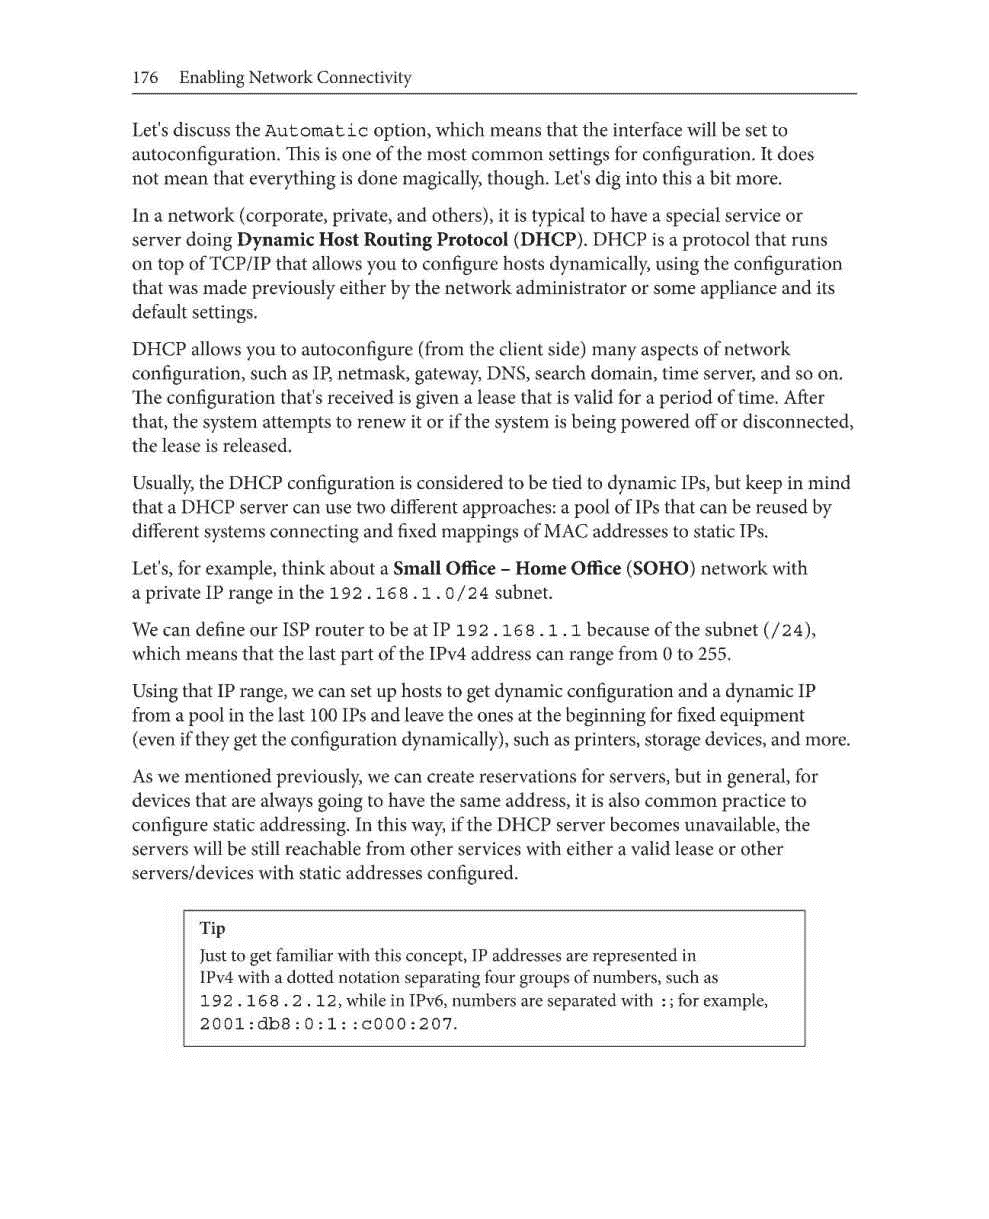 176 Enabling Network Connectivity
Let's discuss the Automatic option, which means that the interface will be set to
autoconfiguration. This is one of the most common settings for configuration. It does
not mean that everything is done magically, though. Let's dig into this a bit more.
In a network (corporate, private, and others), it is typical to have a special service or
server doing Dynamic Host Routing Protocol (DHCP). DHCP is a protocol that runs
on top of TCP/IP that allows you to configure hosts dynamically, using the configuration
that was made previously either by the network administrator or some appliance and its
default settings.
DHCP allows you to autoconfigure (from the client side) many aspects of network
configuration, such as IP, netmask, gateway, DNS, search domain, time server, and so on.
The configuration that's received is given a lease that is valid for a period of time. After
that, the system attempts to renew it or if the system is being powered off or disconnected,
the lease is released.
Usually, the DHCP configuration is considered to be tied to dynamic IPs, but keep in mind
that a DHCP server can use two different approaches: a pool of IPs that can be reused by
different systems connecting and fixed mappings of MAC addresses to static IPs.
Let's, for example, think about a Small Office – Home Office (SOHO) network with
a private IP range in the 192.168.1.0/24 subnet.
We can define our ISP router to be at IP 192.168.1.1 because of the subnet (/24),
which means that the last part of the IPv4 address can range from 0 to 255.
Using that IP range, we can set up hosts to get dynamic configuration and a dynamic IP
from a pool in the last 100 IPs and leave the ones at the beginning for fixed equipment
(even if they get the configuration dynamically), such as printers, storage devices, and more.
As we mentioned previously, we can create reservations for servers, but in general, for
devices that are always going to have the same address, it is also common practice to
configure static addressing. In this way, if the DHCP server becomes unavailable, the
servers will be still reachable from other services with either a valid lease or other
servers/devices with static addresses configured.
Tip
Just to get familiar with this concept, IP addresses are represented in
IPv4 with a dotted notation separating four groups of numbers, such as
192.168.2.12, while in IPv6, numbers are separated with :; for example,
2001:db8:0:1::c000:207.